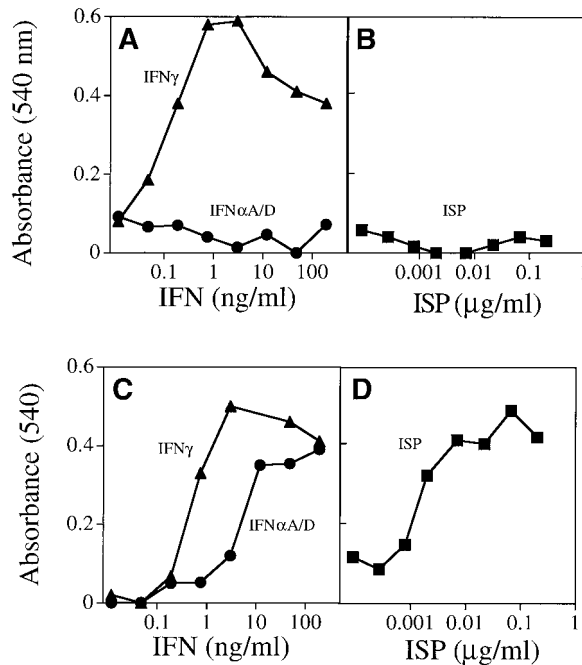 A
B
Absorbance (540 nm)
0.6
0.4
0.2
0
IFNγ
IFNαA/D
ISP
0.1 1 10 100
0.001 0.01 0.1 1
IFN (ng/ml)
ISP (μg/ml)
C
D
Absorbance (540)
0.6
0.4
0.2
0
IFNγ
IFNαA/D
ISP
0.1 1 10 100
0.001 0.01 0.1 1
IFN (ng/ml)
ISP (μg/ml)